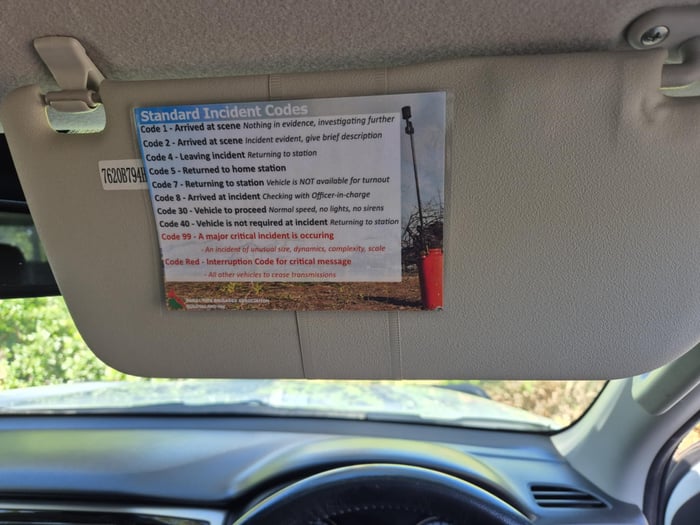 Standard Incident Codes
Code 1 - Arrived at scene Nothing in evidence, investigating further
Code 2 - Arrived at scene Incident evident, give brief description
Code 4 - Leaving incident Returning to station
Code 5 - Returned to home station
Code 7 - Returning to station Vehicle is NOT available for turnout
Code 8 - Arrived at incident Checking with Officer-in-charge
Code 30 - Vehicle to proceed Normal speed, no lights, no sirens
Code 40 - Vehicle is not required at incident Returning to station
Code 99 - A major critical incident is occuring
- An incident of unusual size, dynamics, complexity, scale
Code Red - Interruption Code for critical message
- All other vehicles to cease transmissions
7620B794H